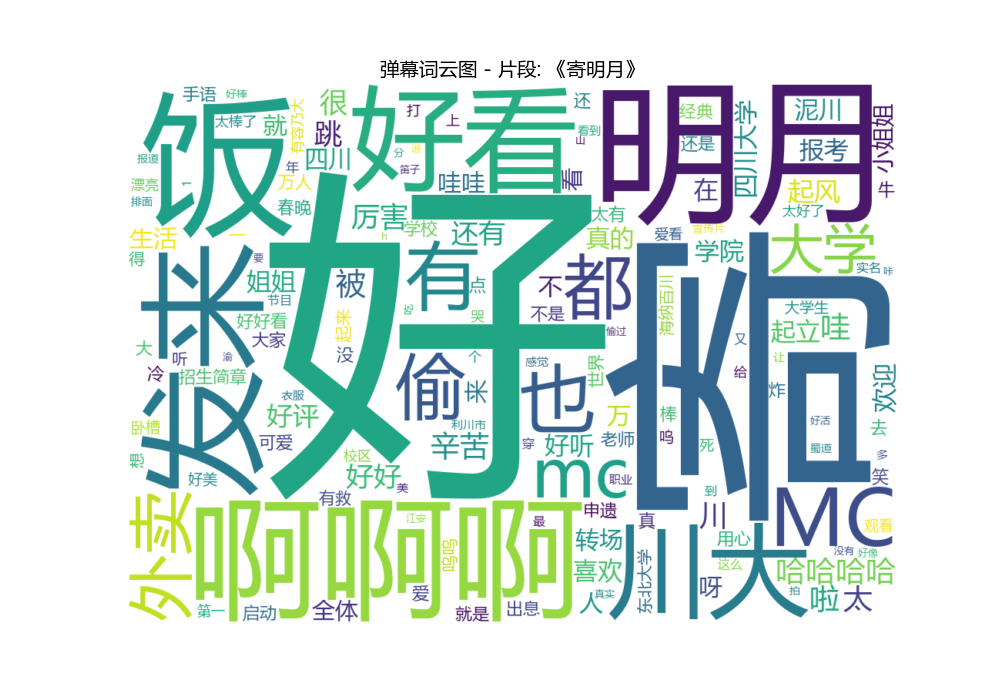 弹幕词云图 - 片段: 《寄明月》
手语
好棒
太棒了
就
有容乃大
很
跳
四川
饭
好看
打
上
还
看到
山
明月
经典
还是
四川大学
泥川
报考
小姐姐
牛
报道
漂亮
排面
1
年
万人
春晚
分
笛子
哇哇
看
在
起风
太好了
生活
一
得
厉害
学校
还有
太有
真的
爱看
宣传片
学院
大学
h
要
姐姐
节目
被
有
点
不
都
不是
海纳百川
实名
咔
大学生
发来
好好看
起来
大家
没
吃
哭
偷过
又
起立
哇
大
听
渝
冷
招生简章
好
偷
来
个
感觉
也
世界
给
让
炸
欢迎
衣服
利川市
卧槽
好评
想
可爱
辛苦
穿
好听
万
老师
棒
呜
死
好活
蜀道
去
多
笑
校区
好好
美
好美
有救
mc
职业
到
MC
外卖
啊啊啊
江安
呜呜
最
申遗
真
川
转场
用心
观看
没有
好像
川大
东北大学
这么
哈哈哈哈
喜欢
呀
啦
太
拍
第一
启动
全体
爱
就是
出息
真实
人